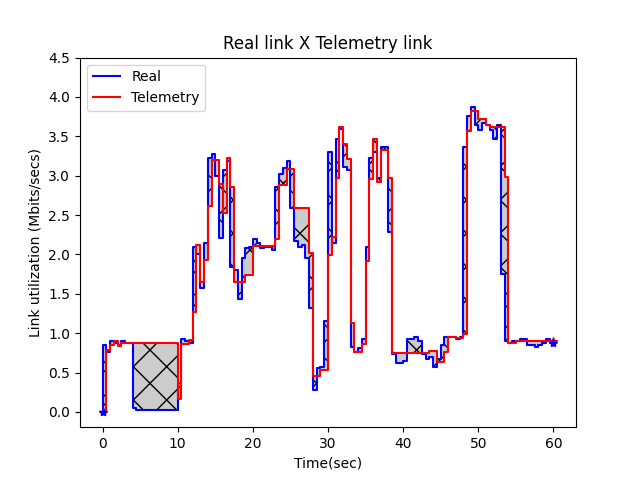 Real link X Telemetry link
Real
Telemetry
Link utilization (Mbits/secs)
4.5
4.0
3.5
3.0
2.5
2.0
1.5
1.0
0.5
0.0
0 10 20 30 40 50 60
Time(sec)